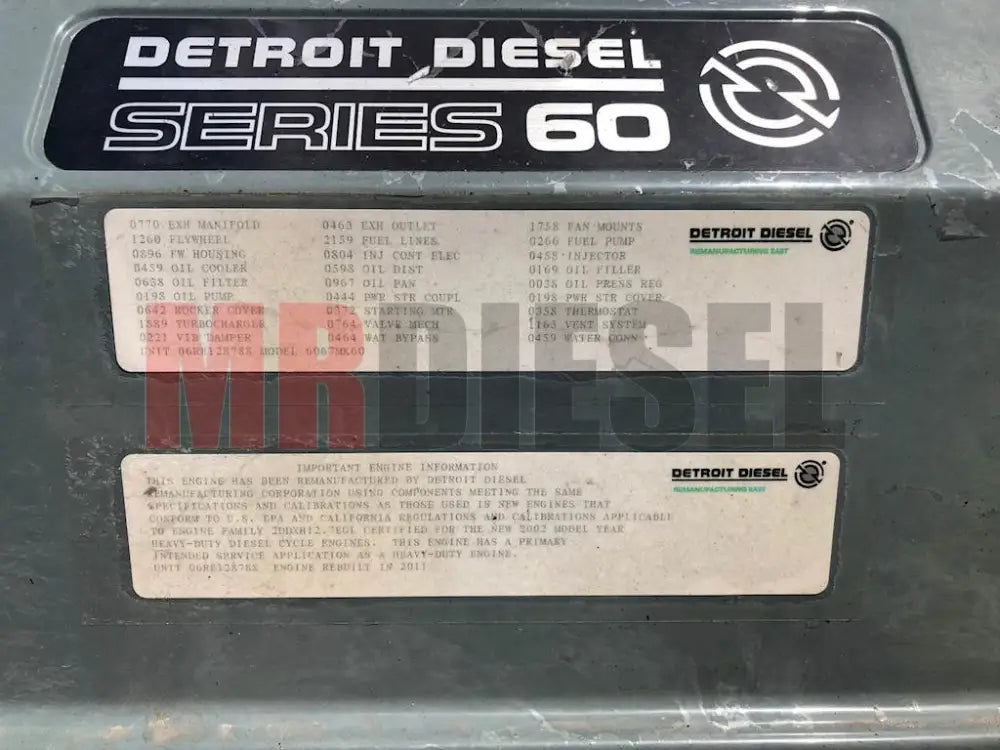 DETROIT DIESEL
SERIES 60
0770 EXH MANIFOLD 0463 EXH OUTLET 1758 FAN MOUNTS
1260 FLYWHEEL 2159 FUEL LINES 0266 FUEL PUMP
0896 FW HOUSING 0804 INJ CONT ELEC 0458 INJECTOR
0459 OIL COOLER 0598 OIL DIST 0169 OIL FILLER
0638 OIL FILTER 0967 OIL PAN 0038 OIL PRESS REG
0198 OIL PUMP 0444 PWR STR COUPL 0198 PWR STR COVER
0642 ROCKER COVER 0372 STARTING MTR 0358 THERMOSTAT
1889 TURBOCHARGER 0764 VALVE MECH 1163 VENT SYSTEM
0221 VIB DAMPER 0464 WAT BYPASS 0459 WATER CONN
UNIT 06RE128788 MODEL 6067MK60
DETROIT DIESEL
REMANUFACTURING EAST
MRDIESEL
IMPORTANT ENGINE INFORMATION
THIS ENGINE HAS BEEN REMANUFACTURED BY DETROIT DIESEL
REMANUFACTURING CORPORATION USING COMPONENTS MEETING THE SAME
SPECIFICATIONS AND CALIBRATIONS AS THOSE USED IN NEW ENGINES THAT
CONFORM TO U.S. EPA AND CALIFORNIA REGULATIONS AND CALIBRATIONS APPLICABLE
TO ENGINE FAMILY 2DDXH12.7EGL CERTIFIED FOR THE NEW 2002 MODEL YEAR
HEAVY-DUTY DIESEL CYCLE ENGINES. THIS ENGINE HAS A PRIMARY
INTENDED SERVICE APPLICATION AS A HEAVY-DUTY ENGINE.
UNIT ENGINE REBUILT IN 2011
DETROIT DIESEL
REMANUFACTURING EAST